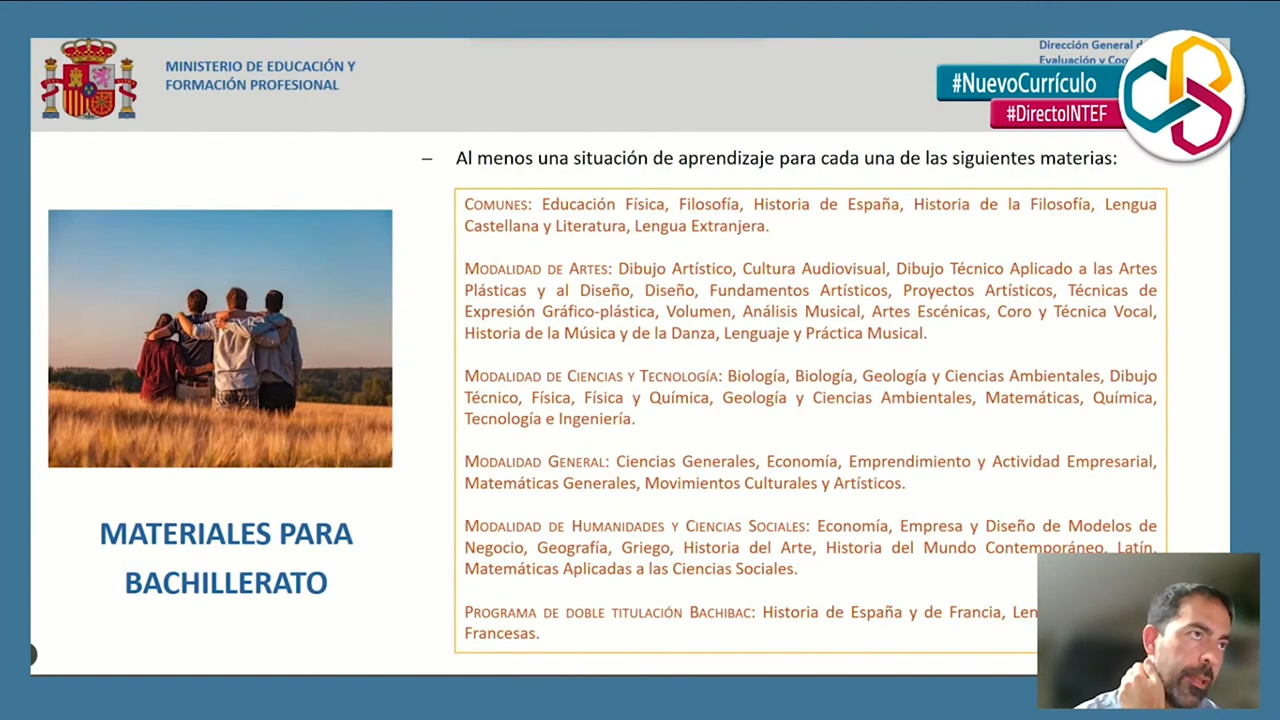 MINISTERIO DE EDUCACIÓN Y
FORMACIÓN PROFESIONAL
Dirección General
Evaluación y
#NuevoCurrículo
#DirectoINTEF
– Al menos una situación de aprendizaje para cada una de las siguientes materias:
COMUNES: Educación Física, Filosofía, Historia de España, Historia de la Filosofía, Lengua
Castellana y Literatura, Lengua Extranjera.
MODALIDAD DE ARTES: Dibujo Artístico, Cultura Audiovisual, Dibujo Técnico Aplicado a las Artes
Plásticas y al Diseño, Diseño, Fundamentos Artísticos, Proyectos Artísticos, Técnicas de
Expresión Gráfico-plástica, Volumen, Análisis Musical, Artes Escénicas, Coro y Técnica Vocal,
Historia de la Música y de la Danza, Lenguaje y Práctica Musical.
MODALIDAD DE CIENCIAS Y TECNOLOGÍA: Biología, Biología, Geología y Ciencias Ambientales, Dibujo
Técnico, Física, Física y Química, Geología y Ciencias Ambientales, Matemáticas, Química,
Tecnología e Ingeniería.
MODALIDAD GENERAL: Ciencias Generales, Economía, Emprendimiento y Actividad Empresarial,
Matemáticas Generales, Movimientos Culturales y Artísticos.
MODALIDAD DE HUMANIDADES Y CIENCIAS SOCIALES: Economía, Empresa y Diseño de Modelos de
Negocio, Geografía, Griego, Historia del Arte, Historia del Mundo Contemporáneo, Latín,
Matemáticas Aplicadas a las Ciencias Sociales.
PROGRAMA DE DOBLE TITULACIÓN BACHIBAC: Historia de España y de Francia,
Francesas.
MATERIALES PARA
BACHILLERATO